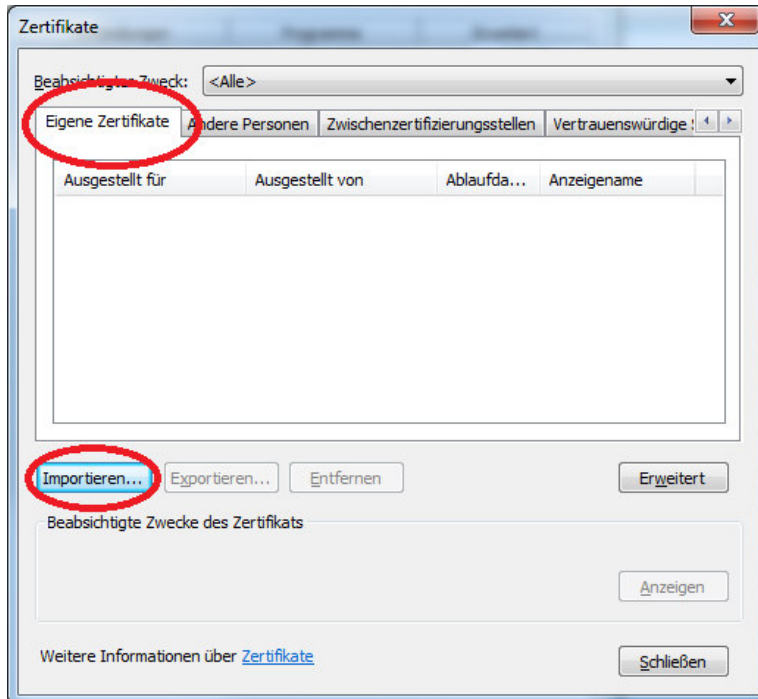 Zertifikate
Beabsichtigter Zweck: <Alle>
Eigene Zertifikate Andere Personen Zwischenzertifizierungsstellen Vertrauenswürdige
Ausgestellt für Ausgestellt von Ablaufda... Anzeigename
Importieren... Exportieren... Entfernen Erweitert
Beabsichtigte Zwecke des Zertifikats
Anzeigen
Weitere Informationen über Zertifikate
Schließen